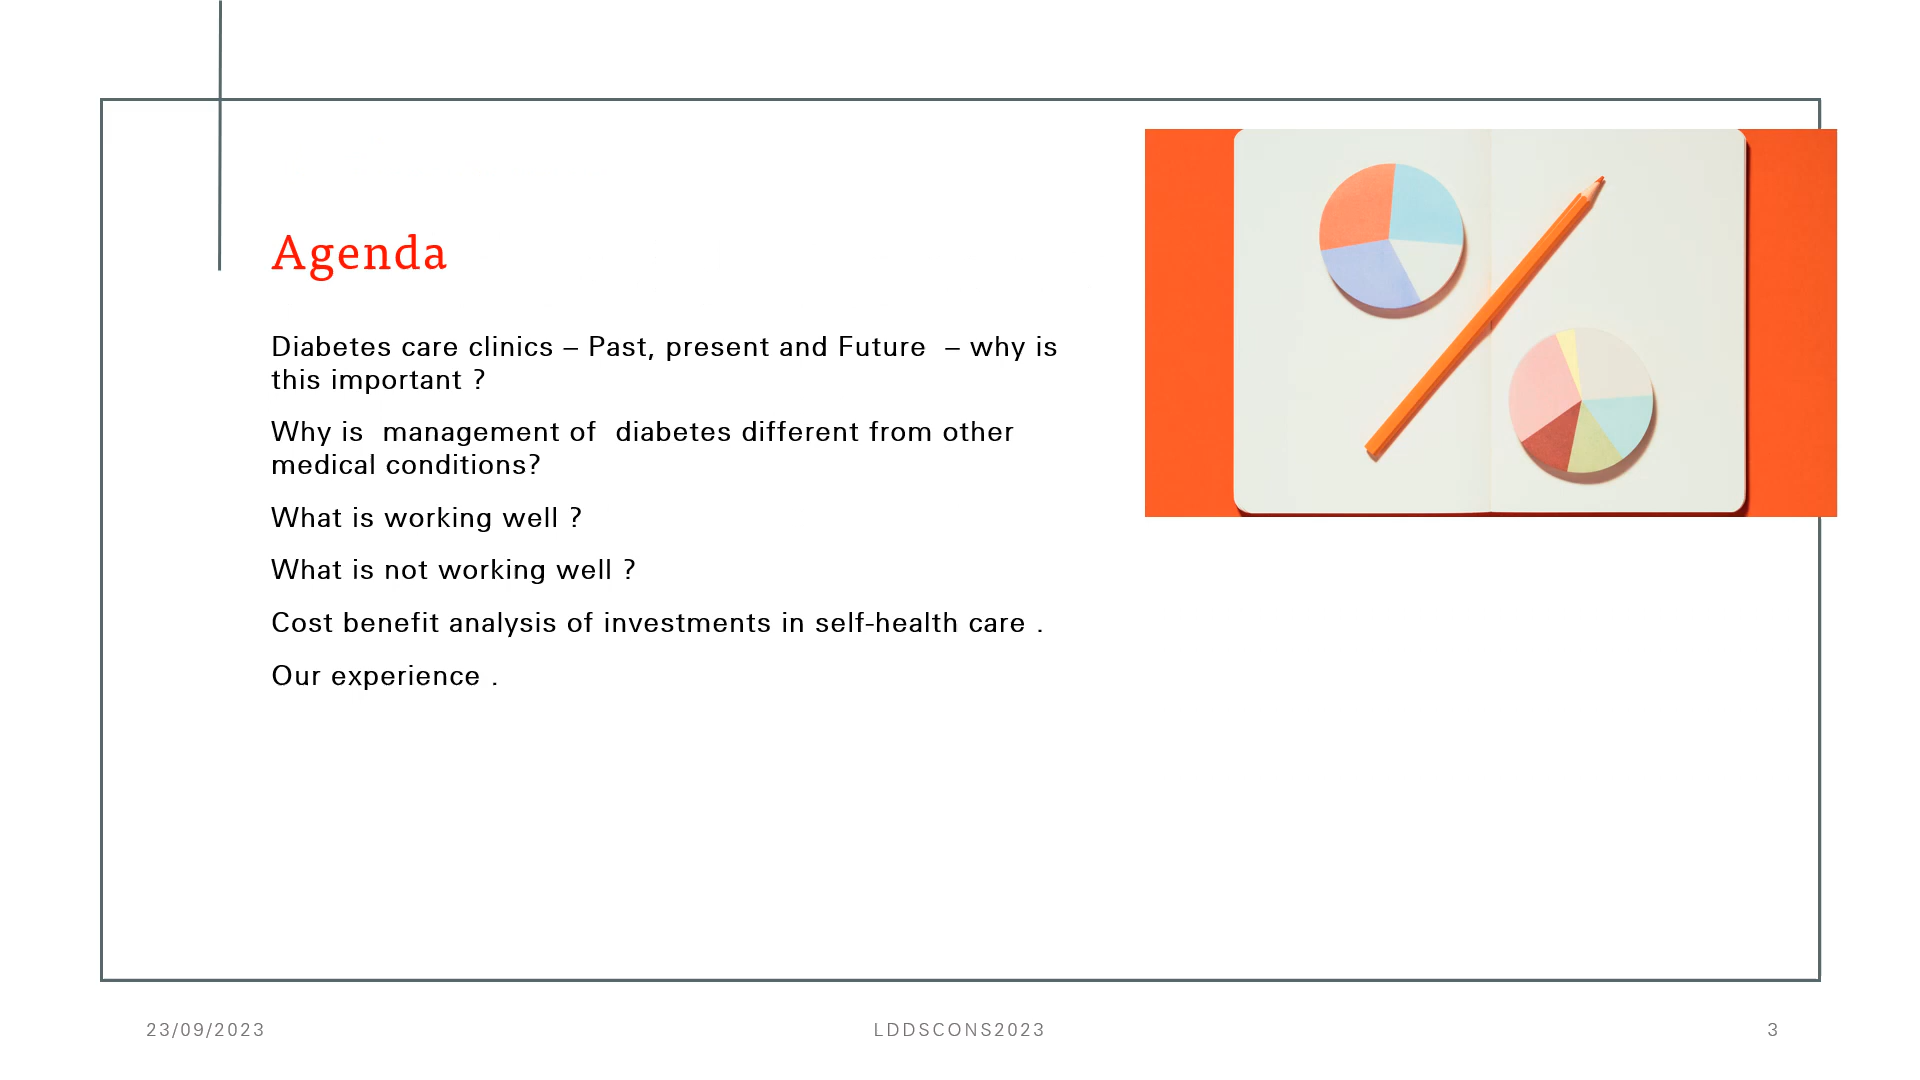 Agenda
Diabetes care clinics – Past, present and Future  – why is
this important ?
Why is  management of  diabetes different from other
medical conditions?
What is working well ?
What is not working well ?
Cost benefit analysis of investments in self-health care .
Our experience .
23/09/2023
LDDSCONS2023
3